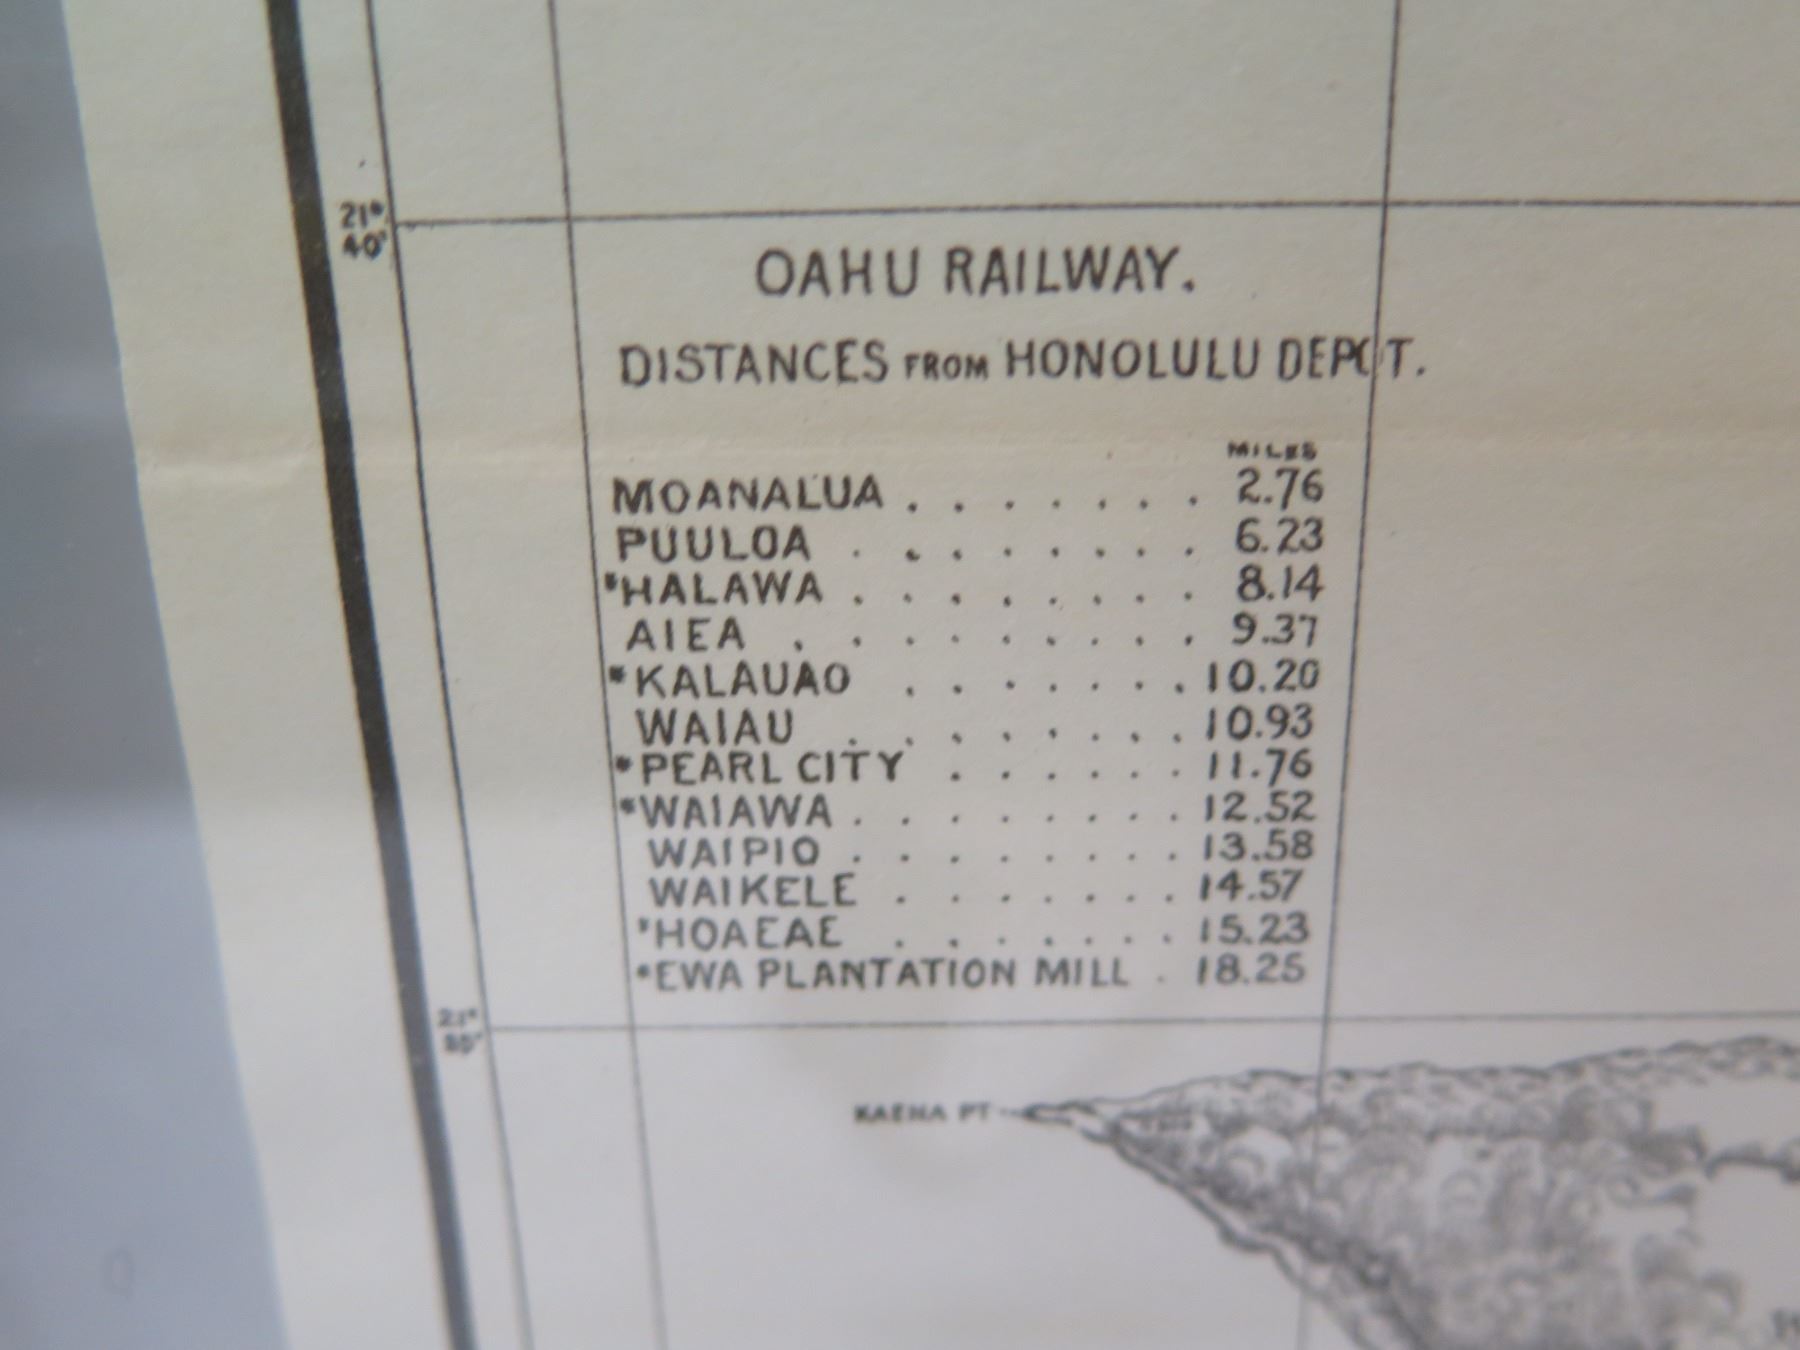 21°
40'
OAHU RAILWAY.
DISTANCES FROM HONOLULU DEPOT.
MILES
MOANALUA . . . . . . . 2.76
PUULOA . . . . . . . . 6.23
*HALAWA . . . . . . . . 8.14
AIEA . . . . . . . . . 9.37
*KALAUAO . . . . . . . 10.20
WAIAU . . . . . . . . 10.93
*PEARL CITY . . . . . . 11.76
*WAIAWA . . . . . . . . 12.52
WAIPIO . . . . . . . . 13.58
WAIKELE . . . . . . . 14.57
*HOAEAE . . . . . . . 15.23
*EWA PLANTATION MILL . 18.25
21°
KAENA PT